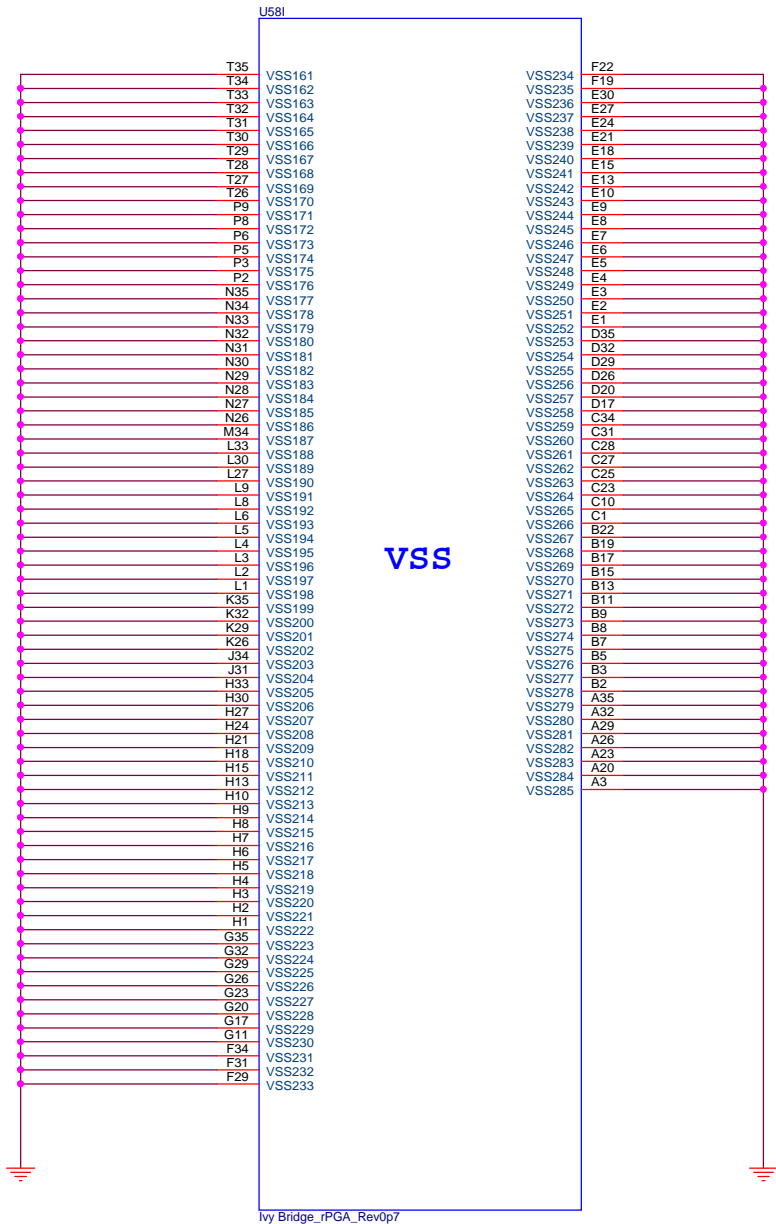 U58I
T35 VSS161 VSS234 F22
T34 VSS162 VSS235 F19
T33 VSS163 VSS236 E30
T32 VSS164 VSS237 E27
T31 VSS165 VSS238 E24
T30 VSS166 VSS239 E21
T29 VSS167 VSS240 E18
T28 VSS168 VSS241 E15
T27 VSS169 VSS242 E13
T26 VSS170 VSS243 E10
P9 VSS171 VSS244 E9
P8 VSS172 VSS245 E8
P6 VSS173 VSS246 E7
P5 VSS174 VSS247 E6
P3 VSS175 VSS248 E5
P2 VSS176 VSS249 E4
N35 VSS177 VSS250 E3
N34 VSS178 VSS251 E2
N33 VSS179 VSS252 E1
N32 VSS180 VSS253 D35
N31 VSS181 VSS254 D32
N30 VSS182 VSS255 D29
N29 VSS183 VSS256 D26
N28 VSS184 VSS257 D20
N27 VSS185 VSS258 D17
N26 VSS186 VSS259 C34
M34 VSS187 VSS260 C31
L33 VSS188 VSS261 C28
L30 VSS189 VSS262 C27
L27 VSS190 VSS263 C25
L9 VSS191 VSS264 C23
L8 VSS192 VSS265 C10
L6 VSS193 VSS266 C1
L5 VSS194 VSS267 B22
L4 VSS195 VSS268 B19
VSS
L3 VSS196 VSS269 B17
L2 VSS197 VSS270 B15
L1 VSS198 VSS271 B13
K35 VSS199 VSS272 B11
K32 VSS200 VSS273 B9
K29 VSS201 VSS274 B8
K26 VSS202 VSS275 B7
J34 VSS203 VSS276 B5
J31 VSS204 VSS277 B3
H33 VSS205 VSS278 B2
H30 VSS206 VSS279 A35
H27 VSS207 VSS280 A32
H24 VSS208 VSS281 A29
H21 VSS209 VSS282 A26
H18 VSS210 VSS283 A23
H15 VSS211 VSS284 A20
H13 VSS212 VSS285 A3
H10 VSS213
H9 VSS214
H8 VSS215
H7 VSS216
H6 VSS217
H5 VSS218
H4 VSS219
H3 VSS220
H2 VSS221
H1 VSS222
G35 VSS223
G32 VSS224
G29 VSS225
G26 VSS226
G23 VSS227
G20 VSS228
G17 VSS229
G11 VSS230
F34 VSS231
F31 VSS232
F29 VSS233
Ivy Bridge_rPGA_Rev0p7